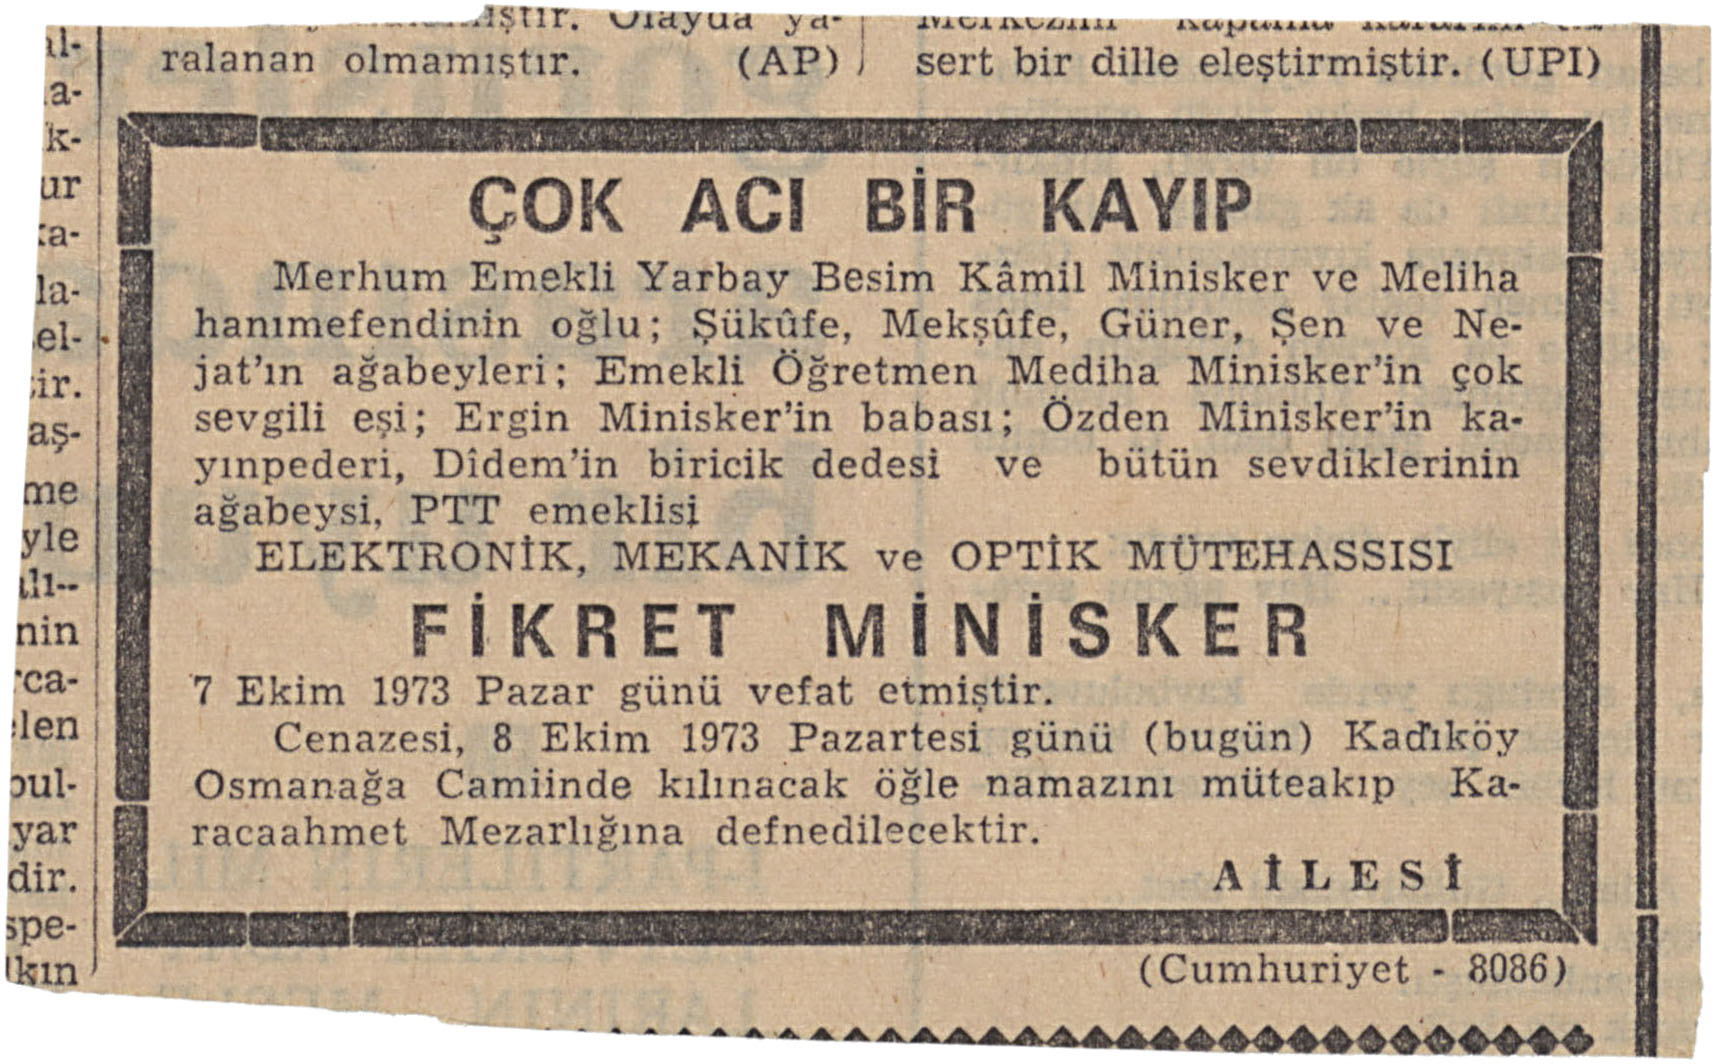 ralanan olmamıştır. (AP)
sert bir dille eleştirmiştir. (UPI)
ÇOK ACI BİR KAYIP
Merhum Emekli Yarbay Besim Kâmil Minisker ve Meliha
hanımefendinin oğlu; Şükûfe, Mekşûfe, Güner, Şen ve Ne-
jat'ın ağabeyleri; Emekli Öğretmen Mediha Minisker'in çok
sevgili eşi; Ergin Minisker'in babası; Özden Minisker'in ka-
yınpederi, Didem'in biricik dedesi ve bütün sevdiklerinin
ağabeysi, PTT emeklisi
ELEKTRONİK, MEKANİK ve OPTİK MÜTEHASSISI
FİKRET MİNİSKER
7 Ekim 1973 Pazar günü vefat etmiştir.
Cenazesi, 8 Ekim 1973 Pazartesi günü (bugün) Kadıköy
Osmanağa Camiinde kılınacak öğle namazını müteakıp Ka-
racaahmet Mezarlığına defnedilecektir.
AİLESİ
(Cumhuriyet - 8086)